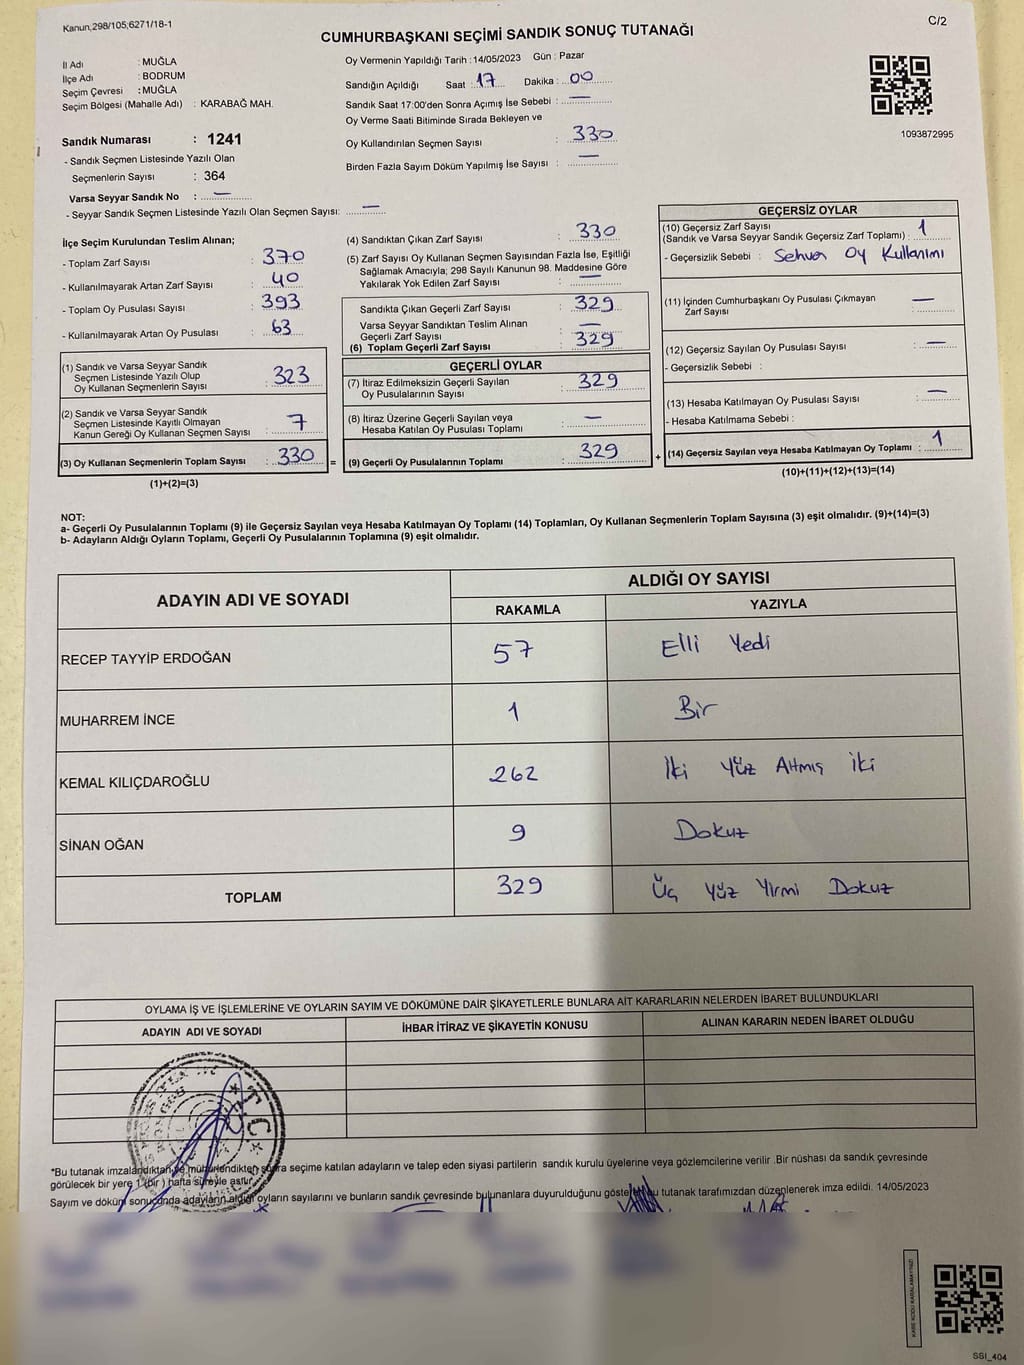 Kanun;298/105,6271/18-1
C/2
CUMHURBAŞKANI SEÇİMİ SANDIK SONUÇ TUTANAĞI
İl Adı : MUĞLA
İlçe Adı : BODRUM
Seçim Çevresi : MUĞLA
Seçim Bölgesi (Mahalle Adı) : KARABAĞ MAH.
Sandık Numarası : 1241
- Sandık Seçmen Listesinde Yazılı Olan
Seçmenlerin Sayısı : 364
Varsa Seyyar Sandık No : —
- Seyyar Sandık Seçmen Listesinde Yazılı Olan Seçmen Sayısı: —
Oy Vermenin Yapıldığı Tarih : 14/05/2023 Gün : Pazar
Sandığın Açıldığı Saat : 17 Dakika : 00
Sandık Saat 17:00'den Sonra Açımış İse Sebebi : —
Oy Verme Saati Bitiminde Sırada Bekleyen ve
Oy Kullandırılan Seçmen Sayısı : 330
Birden Fazla Sayım Döküm Yapılmış İse Sayısı : —
1093872995
İlçe Seçim Kurulundan Teslim Alınan;
- Toplam Zarf Sayısı : 370
- Kullanılmayarak Artan Zarf Sayısı : 40
- Toplam Oy Pusulası Sayısı : 393
- Kullanılmayarak Artan Oy Pusulası : 63
(1) Sandık ve Varsa Seyyar Sandık
Seçmen Listesinde Yazılı Olup
Oy Kullanan Seçmenlerin Sayısı : 323
(2) Sandık ve Varsa Seyyar Sandık
Seçmen Listesinde Kayıtlı Olmayan
Kanun Gereği Oy Kullanan Seçmen Sayısı : 7
(3) Oy Kullanan Seçmenlerin Toplam Sayısı : 330 =
(1)+(2)=(3)
(4) Sandıktan Çıkan Zarf Sayısı : 330
(5) Zarf Sayısı Oy Kullanan Seçmen Sayısından Fazla İse, Eşitliği
Sağlamak Amacıyla; 298 Sayılı Kanunun 98. Maddesine Göre
Yakılarak Yok Edilen Zarf Sayısı : —
Sandıkta Çıkan Geçerli Zarf Sayısı : 329
Varsa Seyyar Sandıktan Teslim Alınan
Geçerli Zarf Sayısı : —
(6) Toplam Geçerli Zarf Sayısı : 329
GEÇERLİ OYLAR
(7) İtiraz Edilmeksizin Geçerli Sayılan
Oy Pusulalarının Sayısı : 329
(8) İtiraz Üzerine Geçerli Sayılan veya
Hesaba Katılan Oy Pusulası Toplamı : —
(9) Geçerli Oy Pusulalarının Toplamı : 329 +
GEÇERSİZ OYLAR
(10) Geçersiz Zarf Sayısı
(Sandık ve Varsa Seyyar Sandık Geçersiz Zarf Toplamı) : 1
- Geçersizlik Sebebi : Sehven Oy Kullanımı
(11) İçinden Cumhurbaşkanı Oy Pusulası Çıkmayan
Zarf Sayısı : —
(12) Geçersiz Sayılan Oy Pusulası Sayısı : —
- Geçersizlik Sebebi :
(13) Hesaba Katılmayan Oy Pusulası Sayısı : —
- Hesaba Katılmama Sebebi :
(14) Geçersiz Sayılan veya Hesaba Katılmayan Oy Toplamı : 1
(10)+(11)+(12)+(13)=(14)
NOT:
a- Geçerli Oy Pusulalarının Toplamı (9) ile Geçersiz Sayılan veya Hesaba Katılmayan Oy Toplamı (14) Toplamları, Oy Kullanan Seçmenlerin Toplam Sayısına (3) eşit olmalıdır. (9)+(14)=(3)
b- Adayların Aldığı Oyların Toplamı, Geçerli Oy Pusulalarının Toplamına (9) eşit olmalıdır.
ADAYIN ADI VE SOYADI
ALDIĞI OY SAYISI
RAKAMLA YAZIYLA
RECEP TAYYİP ERDOĞAN 57 Elli Yedi
MUHARREM İNCE 1 Bir
KEMAL KILIÇDAROĞLU 262 İki Yüz Altmış iki
SİNAN OĞAN 9 Dokuz
TOPLAM 329 Üç Yüz Yirmi Dokuz
OYLAMA İŞ VE İŞLEMLERİNE VE OYLARIN SAYIM VE DÖKÜMÜNE DAİR ŞİKAYETLERLE BUNLARA AİT KARARLARIN NELERDEN İBARET BULUNDUKLARI
ADAYIN ADI VE SOYADI İHBAR İTİRAZ VE ŞİKAYETİN KONUSU ALINAN KARARIN NEDEN İBARET OLDUĞU
T.C.
*Bu tutanak imzalandıktan ve mühürlendikten sonra seçime katılan adayların ve talep eden siyasi partilerin sandık kurulu üyelerine veya gözlemcilerine verilir .Bir nüshası da sandık çevresinde
görülecek bir yere 1 (bir ) hafta süreyle asılır.
Sayım ve döküm sonucunda adayların aldığı oyların sayılarını ve bunların sandık çevresinde bulunanlara duyurulduğunu gösterir bu tutanak tarafımızdan düzenlenerek imza edildi. 14/05/2023
KARE KODU KARALAMAYINIZ!
SSI_404